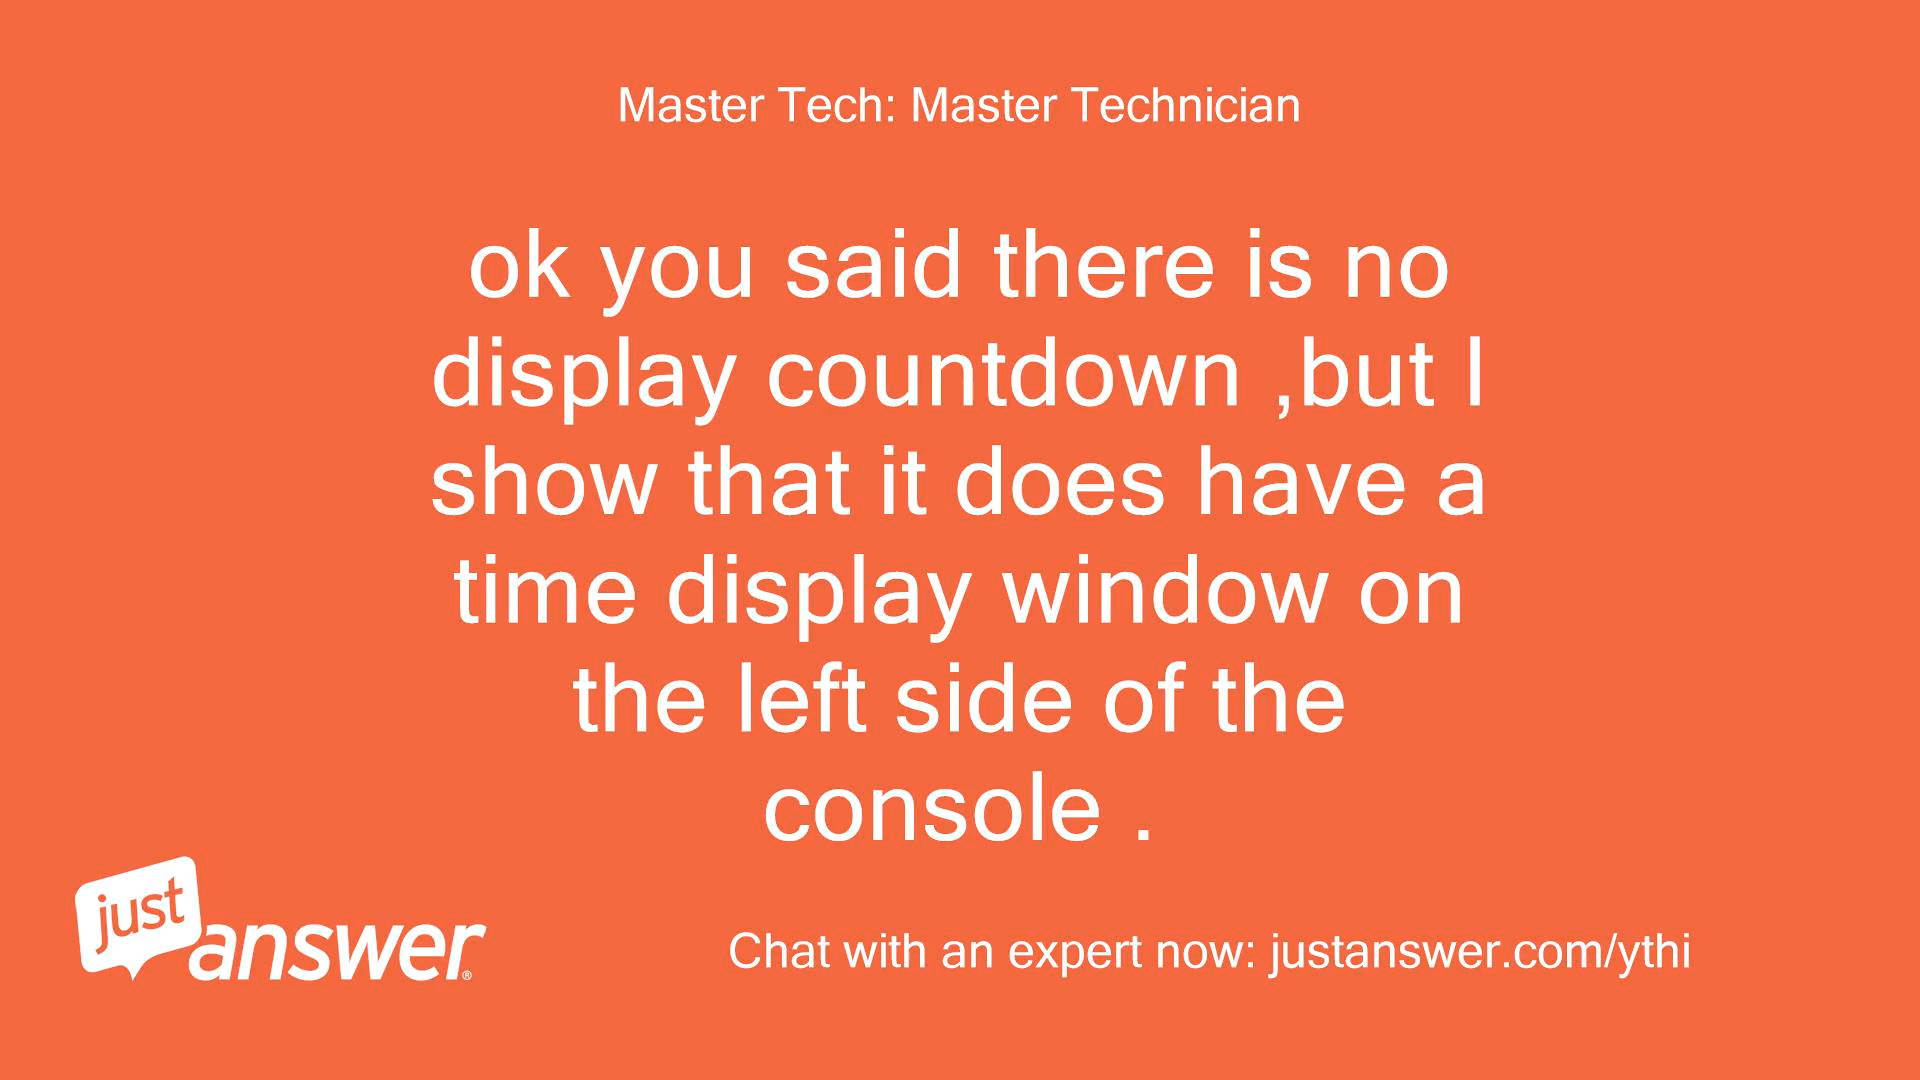 Master Tech: Master Technician
ok you said there is no
display countdown ,but I
show that it does have a
time display window on
the left side of the
console .
just
answer®
Chat with an expert now: justanswer.com/ythi